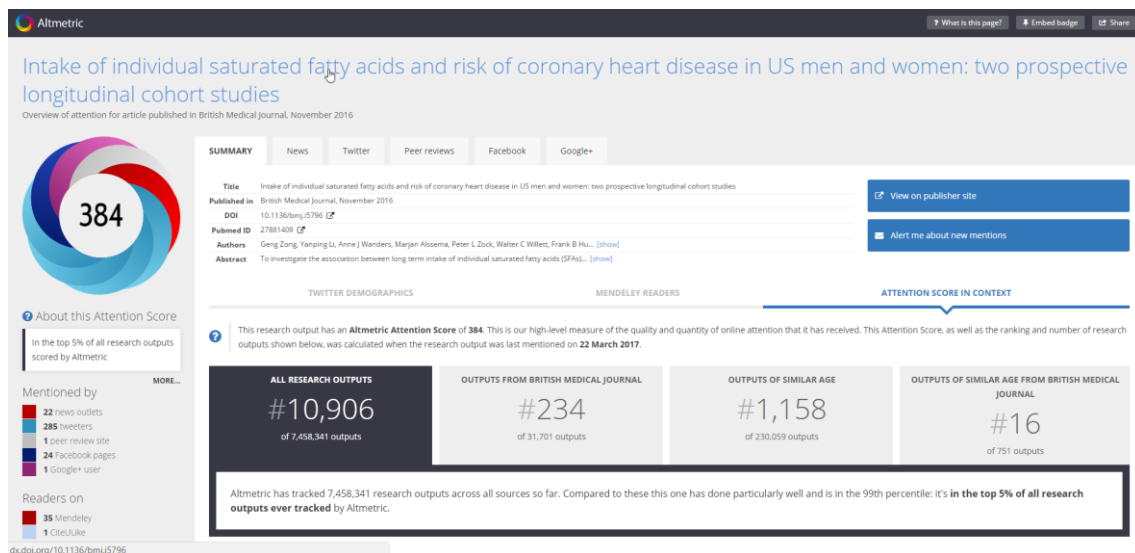 Altmetric
? What is this page?
Embed badge
Share
Intake of individual saturated fatty acids and risk of coronary heart disease in US men and women: two prospective
longitudinal cohort studies
Overview of attention for article published in British Medical Journal, November 2016
384
? About this Attention Score
In the top 5% of all research outputs
scored by Altmetric
MORE...
Mentioned by
22 news outlets
285 tweeters
1 peer review site
24 Facebook pages
1 Google+ user
Readers on
35 Mendeley
1 CiteULike
SUMMARY
News
Twitter
Peer reviews
Facebook
Google+
Title Intake of individual saturated fatty acids and risk of coronary heart disease in US men and women: two prospective longitudinal cohort studies
Published in British Medical Journal, November 2016
DOI 10.1136/bmj.i5796
Pubmed ID 27881409
Authors Geng Zong, Yanping Li, Anne J Wanders, Marjan Alssema, Peter L Zock, Walter C Willett, Frank B Hu... [show]
Abstract To investigate the association between long term intake of individual saturated fatty acids (SFAs)... [show]
View on publisher site
Alert me about new mentions
TWITTER DEMOGRAPHICS
MENDELEY READERS
ATTENTION SCORE IN CONTEXT
? This research output has an Altmetric Attention Score of 384. This is our high-level measure of the quality and quantity of online attention that it has received. This Attention Score, as well as the ranking and number of research
outputs shown below, was calculated when the research output was last mentioned on 22 March 2017.
ALL RESEARCH OUTPUTS
#10,906
of 7,458,341 outputs
OUTPUTS FROM BRITISH MEDICAL JOURNAL
#234
of 31,701 outputs
OUTPUTS OF SIMILAR AGE
#1,158
of 230,059 outputs
OUTPUTS OF SIMILAR AGE FROM BRITISH MEDICAL
JOURNAL
#16
of 751 outputs
Altmetric has tracked 7,458,341 research outputs across all sources so far. Compared to these this one has done particularly well and is in the 99th percentile: it's in the top 5% of all research
outputs ever tracked by Altmetric.
dx.doi.org/10.1136/bmj.i5796